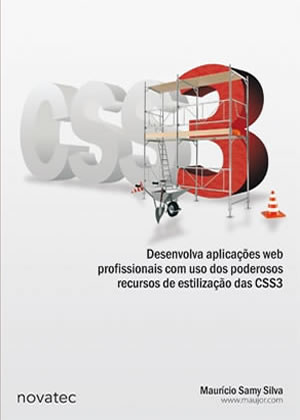 CSS3
Desenvolva aplicações web
profissionais com uso dos poderosos
recursos de estilização das CSS3
Maurício Samy Silva
www.maujor.com
novatec